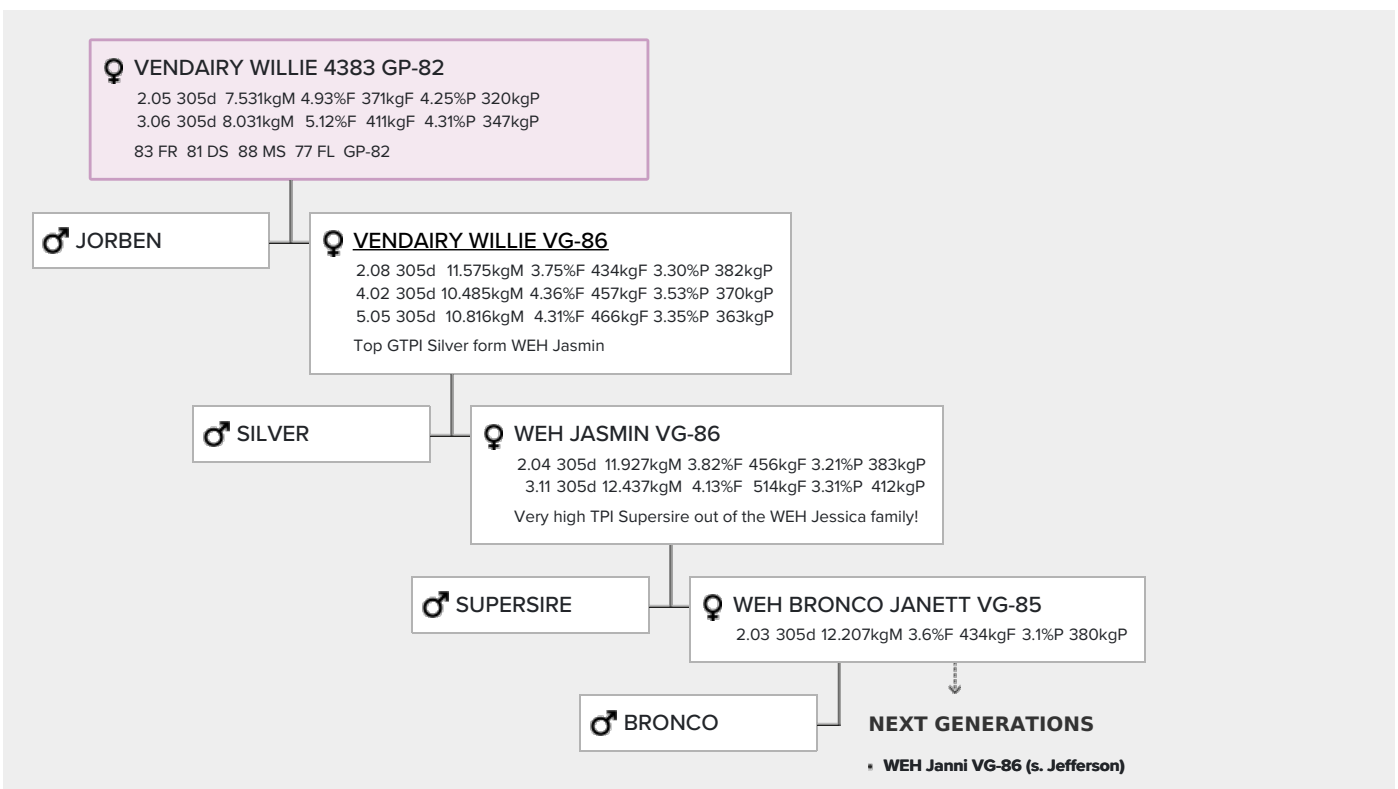 VENDAIRY WILLIE 4383 GP-82
2.05 305d 7.531kgM 4.93%F 371kgF 4.25%P 320kgP
3.06 305d 8.031kgM 5.12%F 411kgF 4.31%P 347kgP
83 FR 81 DS 88 MS 77 FL GP-82
JORBEN
VENDAIRY WILLIE VG-86
2.08 305d 11.575kgM 3.75%F 434kgF 3.30%P 382kgP
4.02 305d 10.485kgM 4.36%F 457kgF 3.53%P 370kgP
5.05 305d 10.816kgM 4.31%F 466kgF 3.35%P 363kgP
Top GTPI Silver form WEH Jasmin
SILVER
WEH JASMIN VG-86
2.04 305d 11.927kgM 3.82%F 456kgF 3.21%P 383kgP
3.11 305d 12.437kgM 4.13%F 514kgF 3.31%P 412kgP
Very high TPI Supersire out of the WEH Jessica family!
SUPERSIRE
WEH BRONCO JANETT VG-85
2.03 305d 12.207kgM 3.6%F 434kgF 3.1%P 380kgP
BRONCO
NEXT GENERATIONS
WEH Janni VG-86 (s. Jefferson)